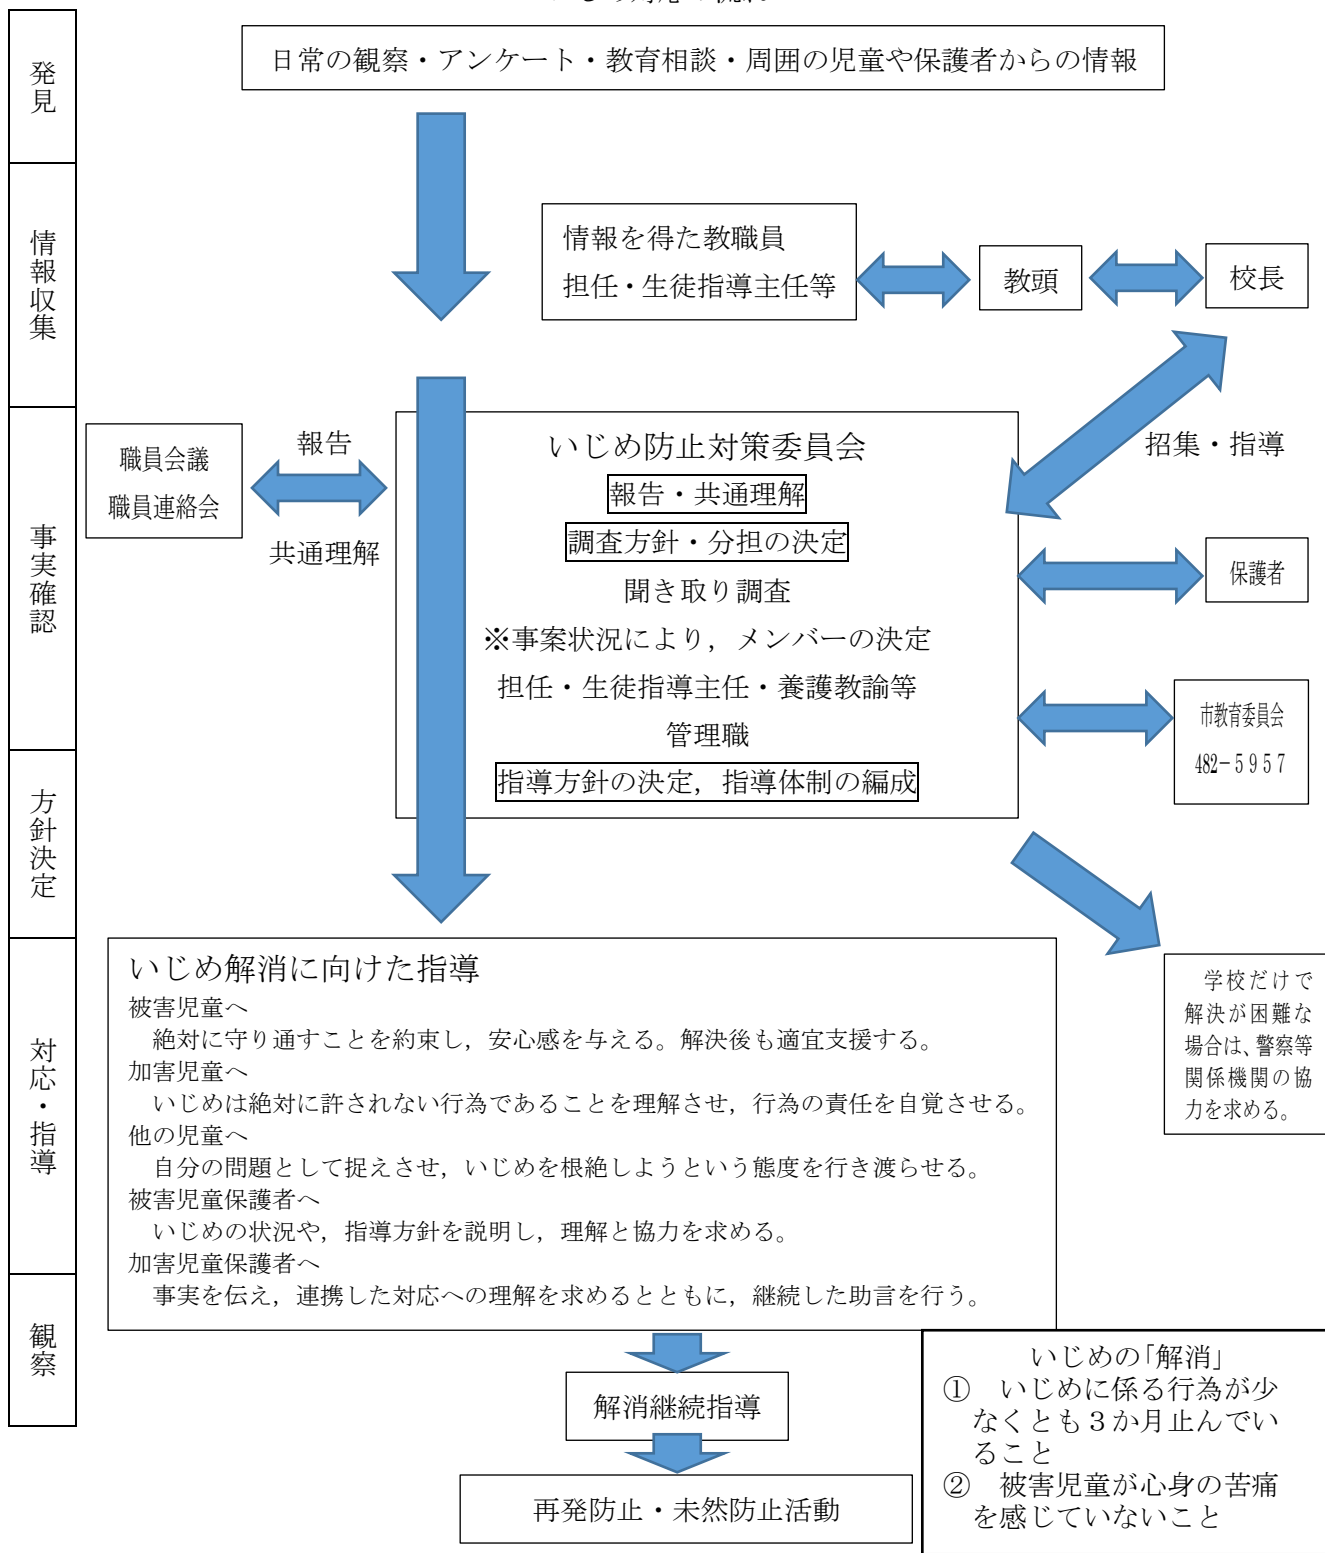 発見
日常の観察・アンケート・教育相談・周囲の児童や保護者からの情報
情報収集
情報を得た教職員
担任・生徒指導主任等
教頭
校長
招集・指導
事実確認
職員会議
職員連絡会
報告
共通理解
いじめ防止対策委員会
報告・共通理解
調査方針・分担の決定
聞き取り調査
※事案状況により，メンバーの決定
担任・生徒指導主任・養護教諭等
管理職
指導方針の決定，指導体制の編成
保護者
市教育委員会
482−5957
方針決定
対応・指導
いじめ解消に向けた指導
被害児童へ
絶対に守り通すことを約束し，安心感を与える。解決後も適宜支援する。
加害児童へ
いじめは絶対に許されない行為であることを理解させ，行為の責任を自覚させる。
他の児童へ
自分の問題として捉えさせ，いじめを根絶しようという態度を行き渡らせる。
被害児童保護者へ
いじめの状況や，指導方針を説明し，理解と協力を求める。
加害児童保護者へ
事実を伝え，連携した対応への理解を求めるとともに，継続した助言を行う。
学校だけで
解決が困難な
場合は、警察等
関係機関の協
力を求める。
観察
解消継続指導
再発防止・未然防止活動
いじめの「解消」
①　いじめに係る行為が少
なくとも３か月止んでい
ること
②　被害児童が心身の苦痛
を感じていないこと